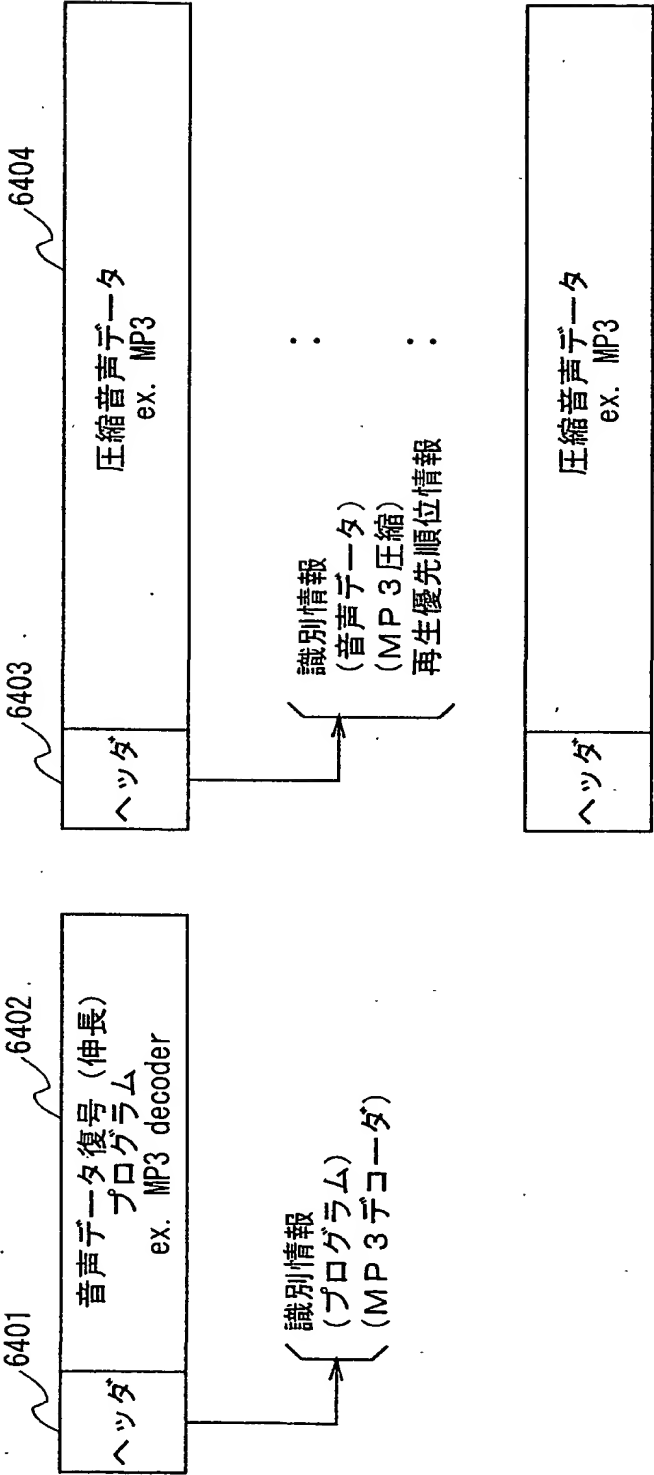 6401
6402
ヘッダ
音声データ復号(伸長)
プログラム
ex. MP3 decoder
識別情報
(プログラム)
(MP3デコーダ)
6403
6404
ヘッダ
圧縮音声データ
ex. MP3
識別情報
(音声データ)
(MP3圧縮)
再生優先順位情報
:
:
ヘッダ
圧縮音声データ
ex. MP3